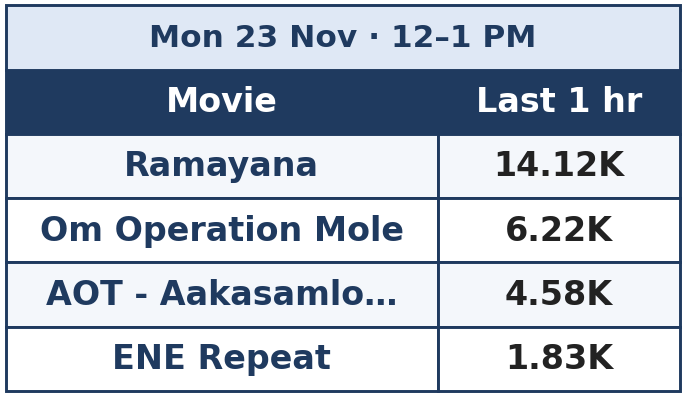 Mon 23 Nov · 12–1 PM
Movie Last 1 hr
Ramayana 14.12K
Om Operation Mole 6.22K
AOT - Aakasamlo... 4.58K
ENE Repeat 1.83K